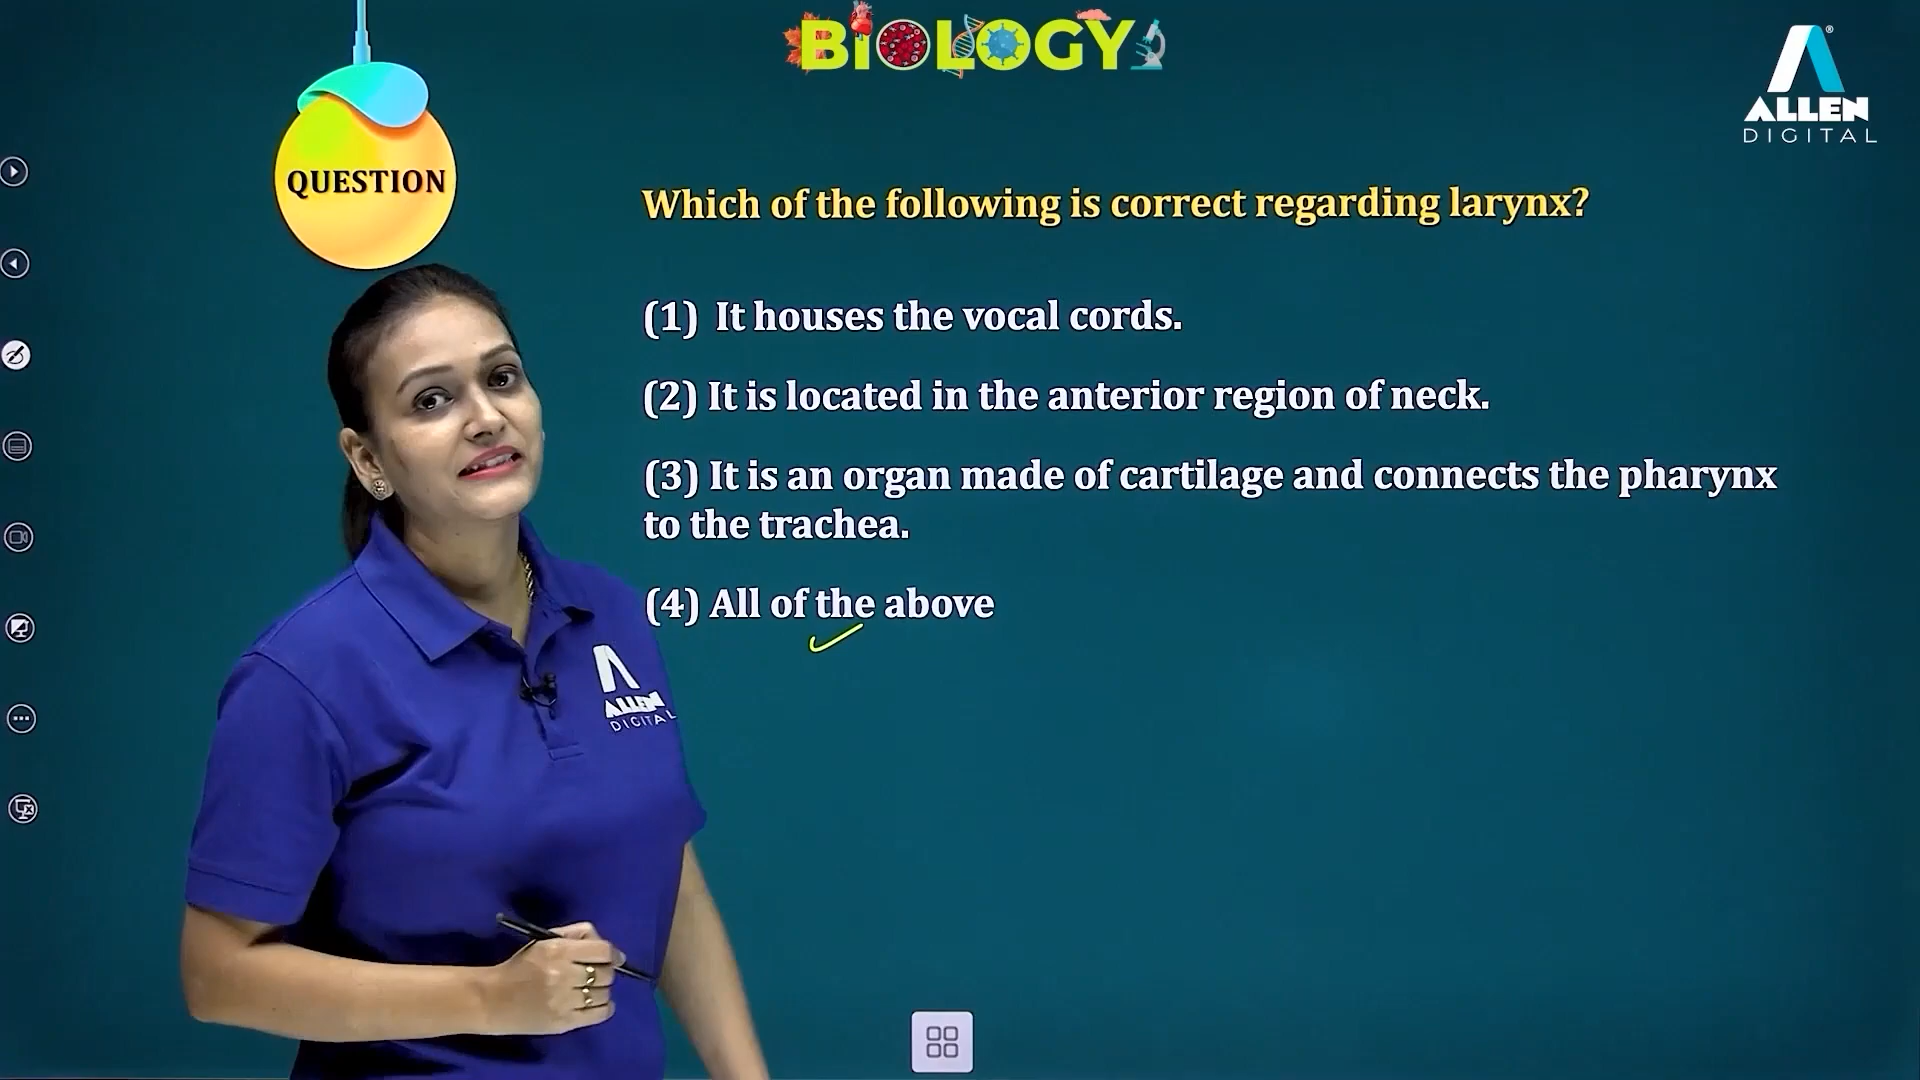 BIOLOGY
ALLEN
DIGITAL
QUESTION
Which of the following is correct regarding larynx?
(1) It houses the vocal cords.
(2) It is located in the anterior region of neck.
(3) It is an organ made of cartilage and connects the pharynx
to the trachea.
(4) All of the above
ALLEN
DIGITAL